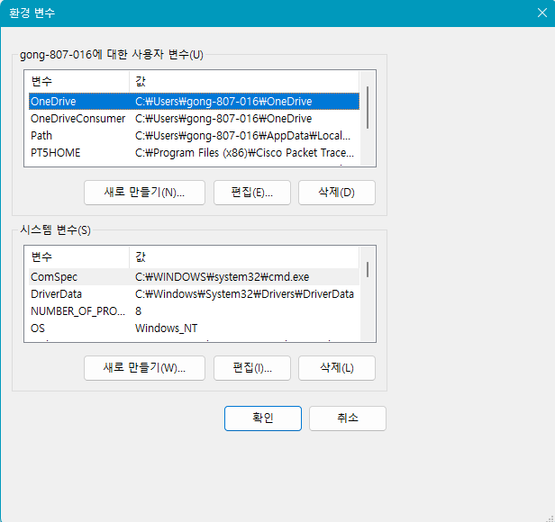 환경 변수
gong-807-016에 대한 사용자 변수(U)
변수 값
OneDrive C:₩Users₩gong-807-016₩OneDrive
OneDriveConsumer C:₩Users₩gong-807-016₩OneDrive
Path C:₩Users₩gong-807-016₩AppData₩Local...
PT5HOME C:₩Program Files (x86)₩Cisco Packet Trace...
새로 만들기(N)... 편집(E)... 삭제(D)
시스템 변수(S)
변수 값
ComSpec C:₩WINDOWS₩system32₩cmd.exe
DriverData C:₩Windows₩System32₩Drivers₩DriverData
NUMBER_OF_PRO... 8
OS Windows_NT
새로 만들기(W)... 편집(I)... 삭제(L)
확인 취소